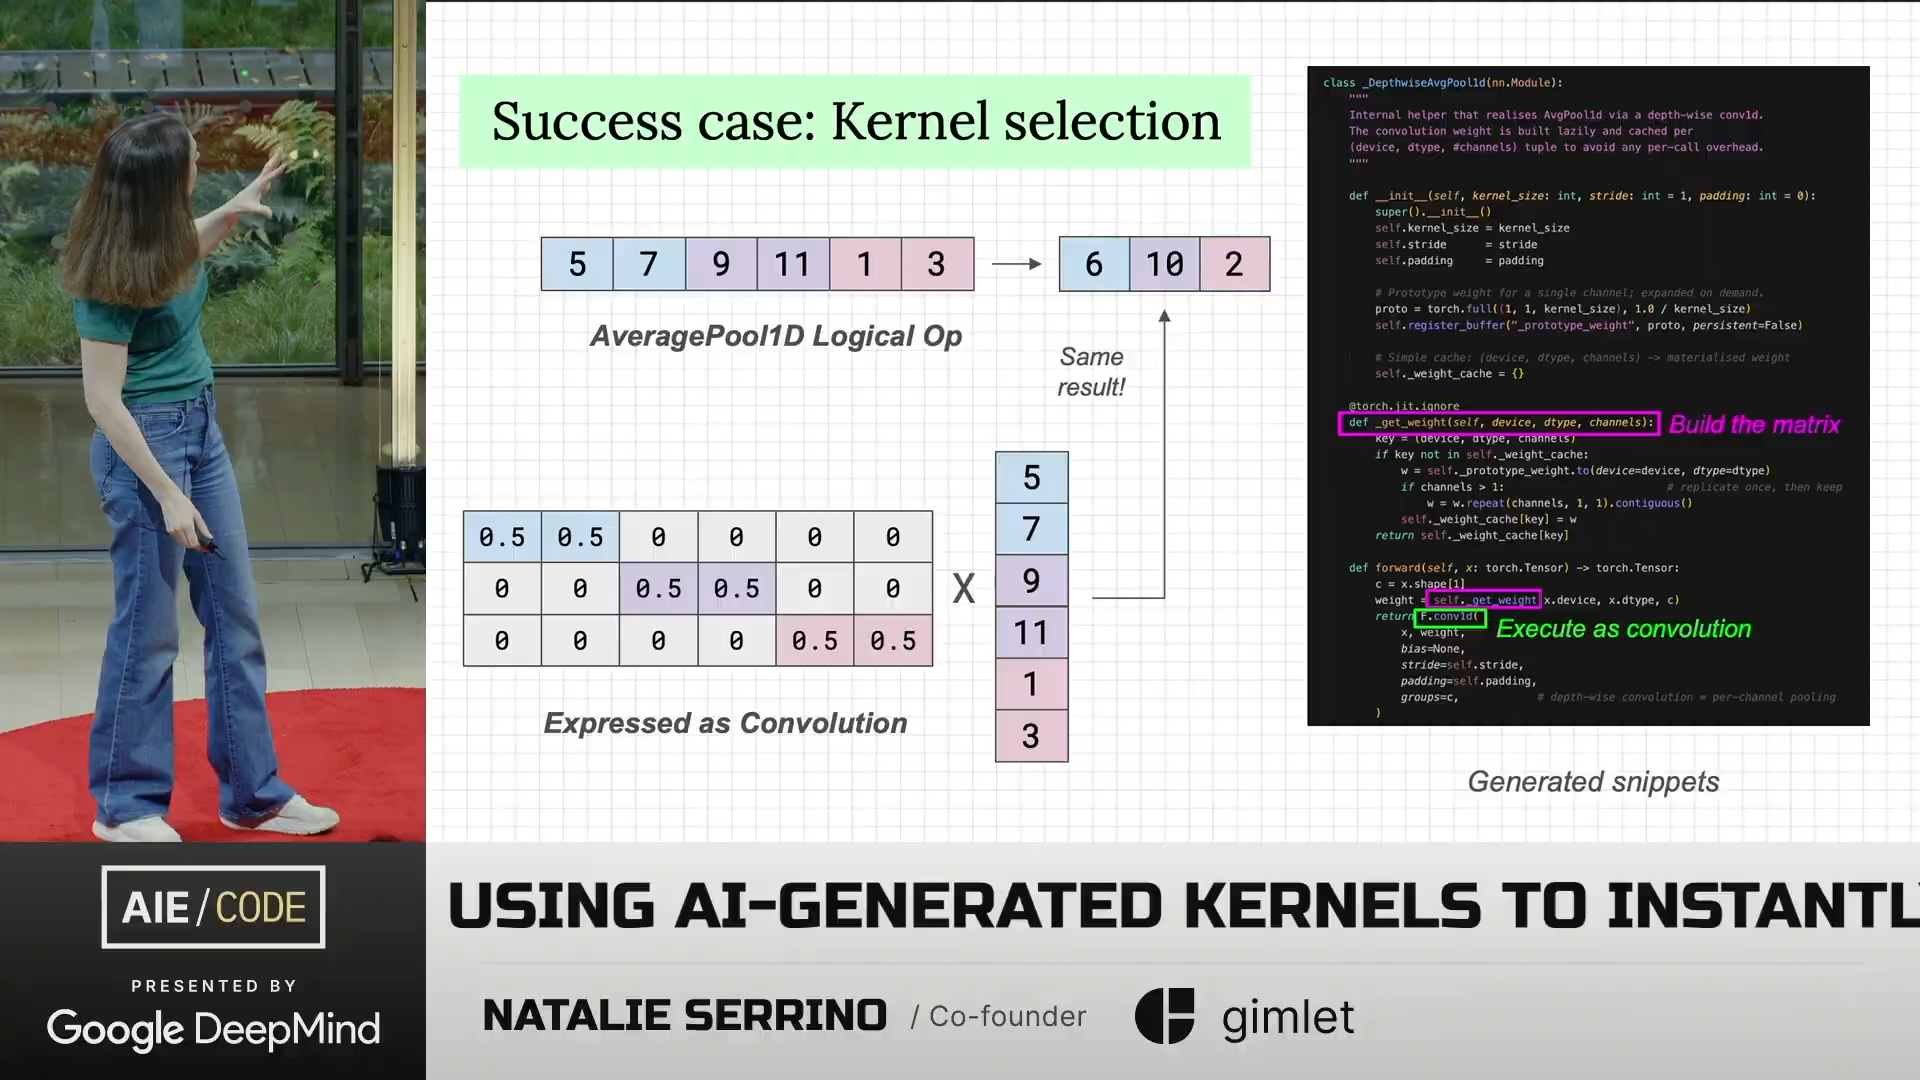 Success case: Kernel selection
5 7 9 11 1 3
6 10 2
AveragePool1D Logical Op
Same
result!
0.5 0.5 0 0 0 0
0 0 0.5 0.5 0 0
0 0 0 0 0.5 0.5
X
5
7
9
11
1
3
Expressed as Convolution
class _DepthwiseAvgPool1d(nn.Module):
"""
Internal helper that realises AvgPool1d via a depth-wise conv1d.
The convolution weight is built lazily and cached per
(device, dtype, #channels) tuple to avoid any per-call overhead.
"""
def __init__(self, kernel_size: int, stride: int = 1, padding: int = 0):
super().__init__()
self.kernel_size = kernel_size
self.stride = stride
self.padding = padding
# Prototype weight for a single channel; expanded on demand.
proto = torch.full((1, 1, kernel_size), 1.0 / kernel_size)
self.register_buffer("_prototype_weight", proto, persistent=False)
# Simple cache: (device, dtype, channels) -> materialised weight
self._weight_cache = {}
@torch.jit.ignore
def _get_weight(self, device, dtype, channels):
Build the matrix
key = (device, dtype, channels)
if key not in self._weight_cache:
w = self._prototype_weight.to(device=device, dtype=dtype)
if channels > 1: # replicate once, then keep
w = w.repeat(channels, 1, 1).contiguous()
self._weight_cache[key] = w
return self._weight_cache[key]
def forward(self, x: torch.Tensor) -> torch.Tensor:
c = x.shape[1]
weight = self._get_weight(x.device, x.dtype, c)
return F.conv1d(
Execute as convolution
x, weight,
bias=None,
stride=self.stride,
padding=self.padding,
groups=c, # depth-wise convolution = per-channel pooling
)
Generated snippets
AIE/CODE
PRESENTED BY
Google DeepMind
USING AI-GENERATED KERNELS TO INSTANTL
NATALIE SERRINO / Co-founder
gimlet